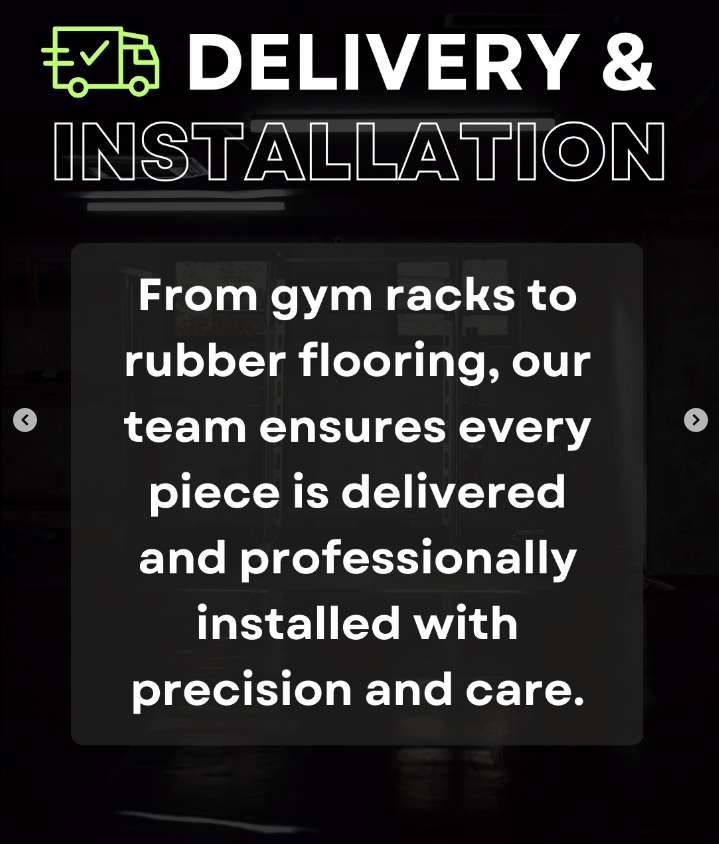 DELIVERY &
INSTALLATION
From gym racks to
rubber flooring, our
team ensures every
piece is delivered
and professionally
installed with
precision and care.